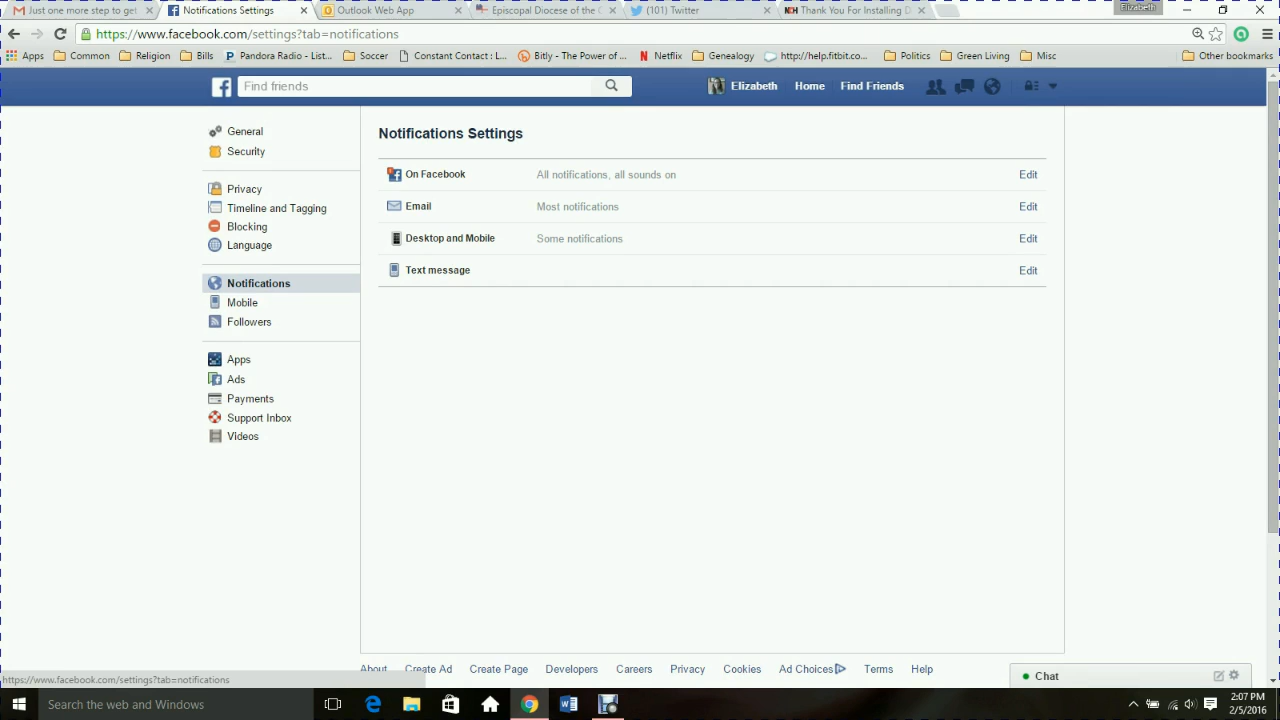 Just one more step to get
Notifications Settings
Outlook Web App
Episcopal Diocese of the C
(101) Twitter
NCH Thank You For Installing D
Elizabeth
https://www.facebook.com/settings?tab=notifications
Apps Common Religion Bills Pandora Radio - List... Soccer Constant Contact : L... Bitly - The Power of ... Netflix Genealogy http://help.fitbit.co... Politics Green Living Misc Other bookmarks
Find friends
Elizabeth Home Find Friends
General
Security
Privacy
Timeline and Tagging
Blocking
Language
Notifications
Mobile
Followers
Apps
Ads
Payments
Support Inbox
Videos
Notifications Settings
On Facebook All notifications, all sounds on Edit
Email Most notifications Edit
Desktop and Mobile Some notifications Edit
Text message Edit
About Create Ad Create Page Developers Careers Privacy Cookies Ad Choices Terms Help
Chat
https://www.facebook.com/settings?tab=notifications
Search the web and Windows
2:07 PM
2/5/2016